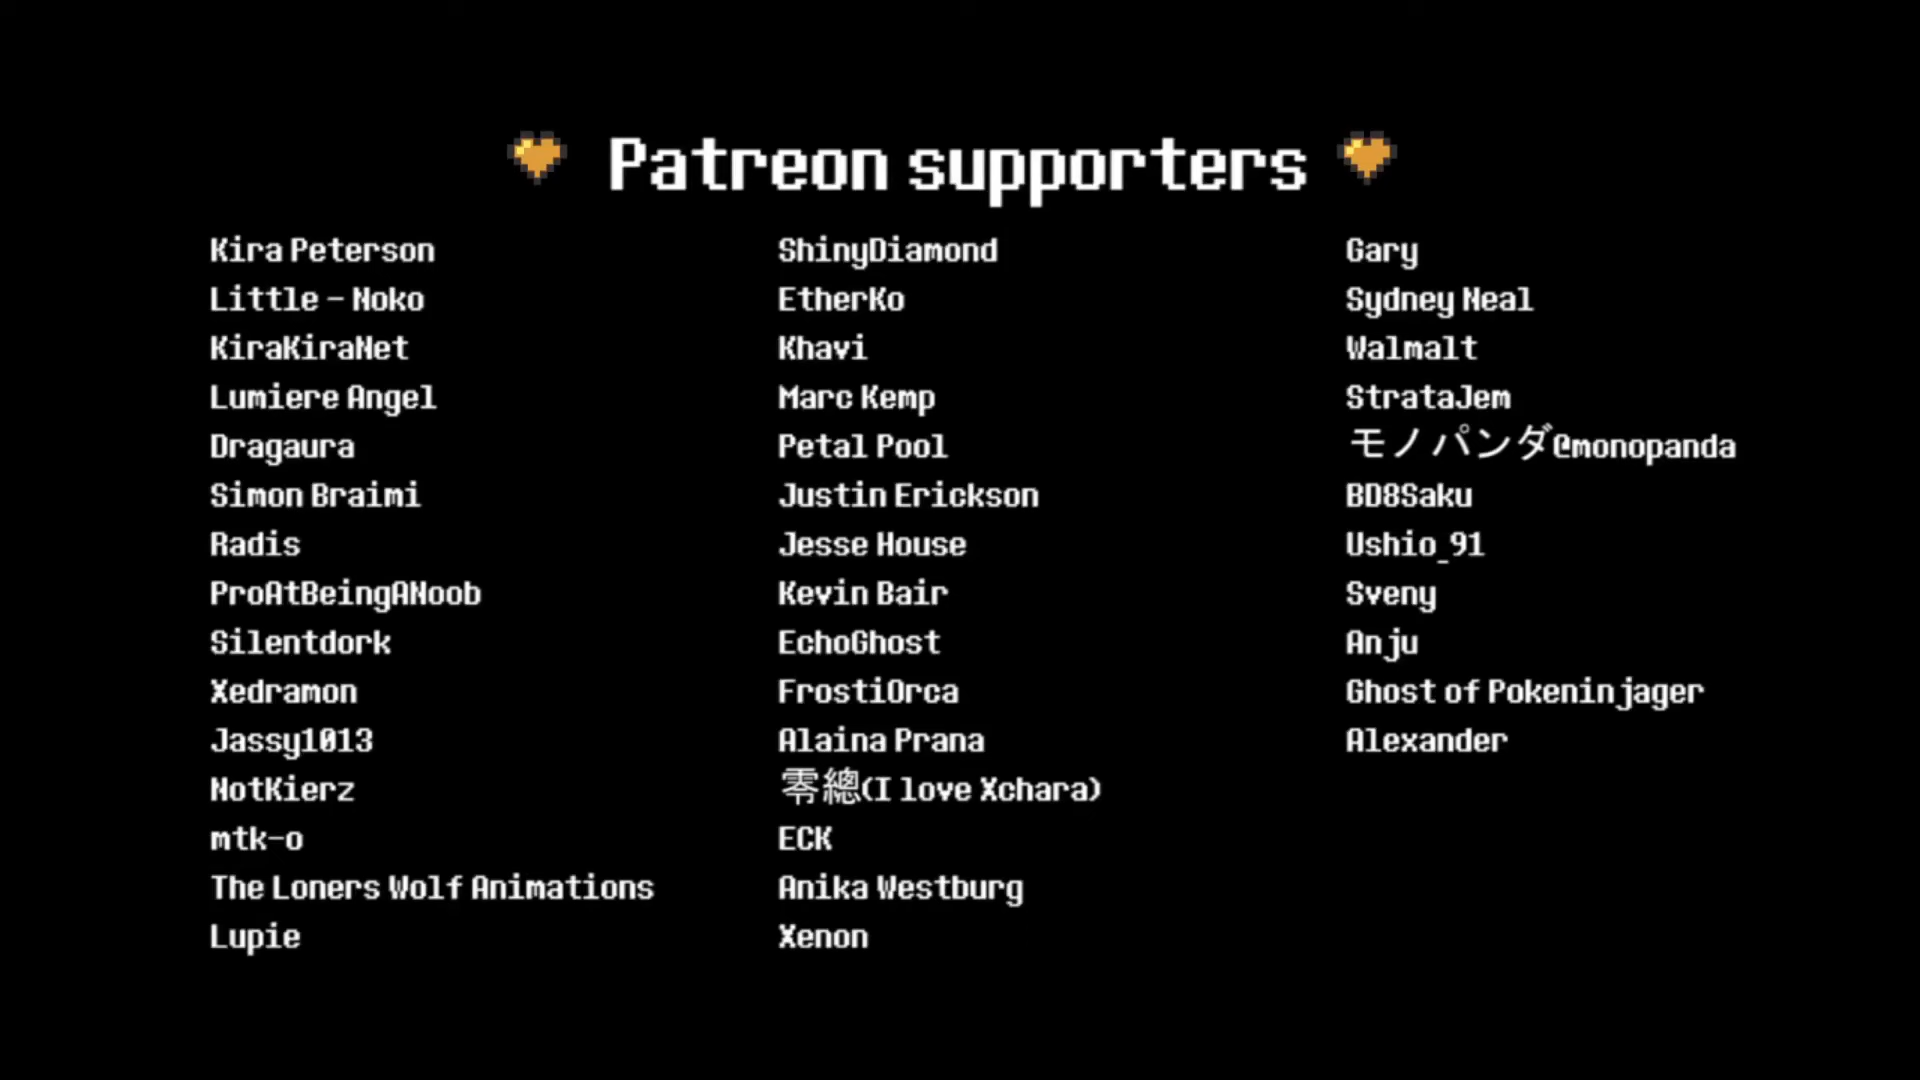 Patreon supporters
Kira Peterson
Little - Noko
KiraKiraNet
Lumiere Angel
Dragaura
Simon Braimi
Radis
ProAtBeingANoob
Silentdork
Xedramon
Jassy1013
NotKierz
mtk-o
The Loners Wolf Animations
Lupie
ShinyDiamond
EtherKo
Khavi
Marc Kemp
Petal Pool
Justin Erickson
Jesse House
Kevin Bair
EchoGhost
FrostiOrca
Alaina Prana
零總(I love Xchara)
ECK
Anika Westburg
Xenon
Gary
Sydney Neal
Walmalt
StrataJem
モノパンダ@monopanda
BD8Saku
Ushio_91
Sveny
Anju
Ghost of Pokeninjager
Alexander